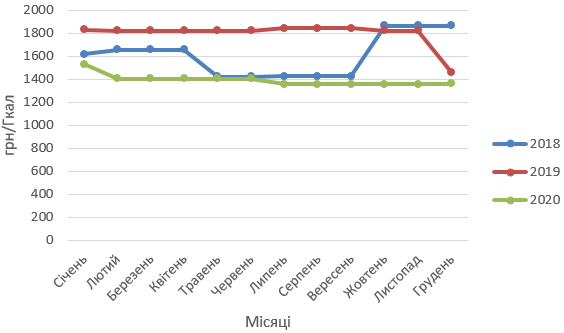 2000
1800
1600
1400
1200
1000
800
600
400
200
0
грн/Гкал
Січень
Лютий
Березень
Квітень
Травень
Червень
Липень
Серпень
Вересень
Жовтень
Листопад
Грудень
Місяці
2018
2019
2020